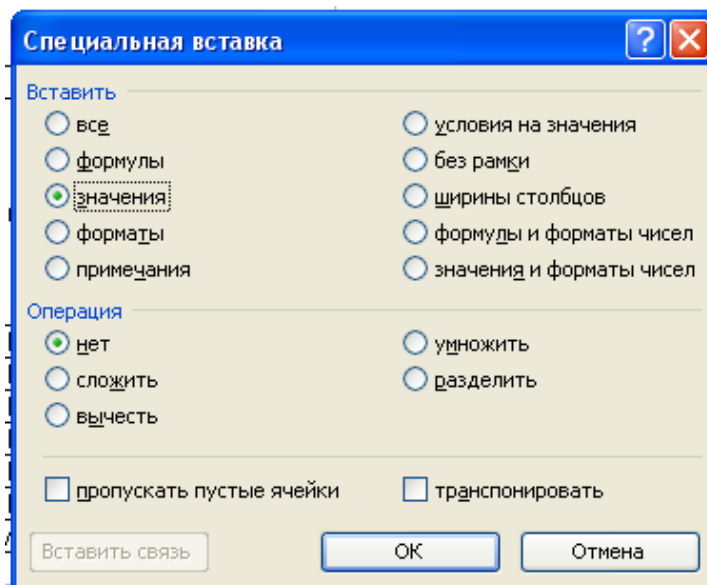 Специальная вставка
Вставить
все
условия на значения
формулы
без рамки
значения
ширины столбцов
форматы
формулы и форматы чисел
примечания
значения и форматы чисел
Операция
нет
умножить
сложить
разделить
вычесть
пропускать пустые ячейки
транспонировать
Вставить связь
ОК
Отмена